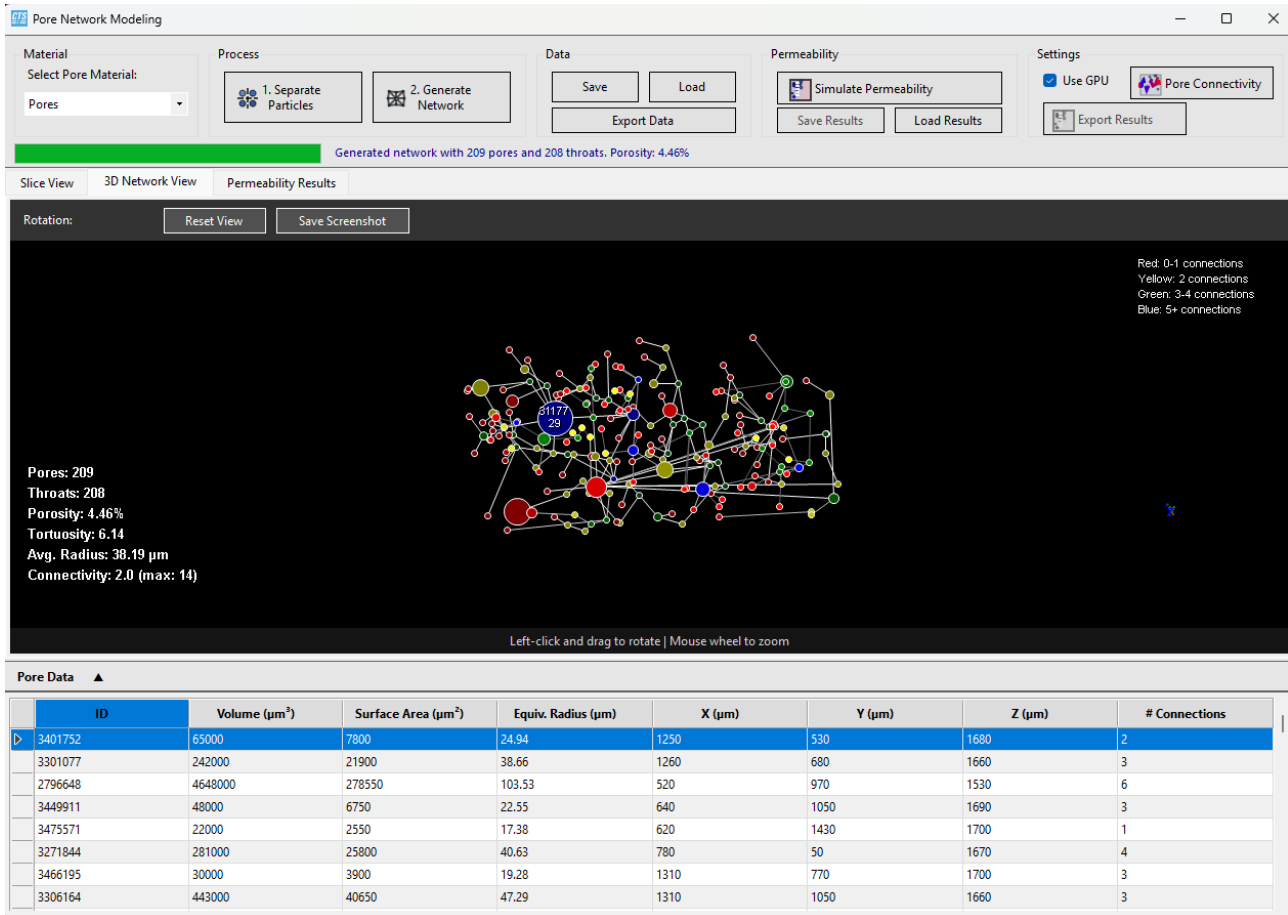 CTS
Pore Network Modeling
Material
Process
Data
Permeability
Settings
Select Pore Material:
Pores
1. Separate
Particles
2. Generate
Network
Save
Load
Export Data
Simulate Permeability
Save Results
Load Results
Use GPU
Pore Connectivity
Export Results
Generated network with 209 pores and 208 throats. Porosity: 4.46%
Slice View
3D Network View
Permeability Results
Rotation:
Reset View
Save Screenshot
Red: 0-1 connections
Yellow: 2 connections
Green: 3-4 connections
Blue: 5+ connections
31177
29
Pores: 209
Throats: 208
Porosity: 4.46%
Tortuosity: 6.14
Avg. Radius: 38.19 µm
Connectivity: 2.0 (max: 14)
Left-click and drag to rotate | Mouse wheel to zoom
Pore Data ▲
ID Volume (µm³) Surface Area (µm²) Equiv. Radius (µm) X (µm) Y (µm) Z (µm) # Connections
3401752 65000 7800 24.94 1250 530 1680 2
3301077 242000 21900 38.66 1260 680 1660 3
2796648 4648000 278550 103.53 520 970 1530 6
3449911 48000 6750 22.55 640 1050 1690 3
3475571 22000 2550 17.38 620 1430 1700 1
3271844 281000 25800 40.63 780 50 1670 4
3466195 30000 3900 19.28 1310 770 1700 3
3306164 443000 40650 47.29 1310 1050 1660 3